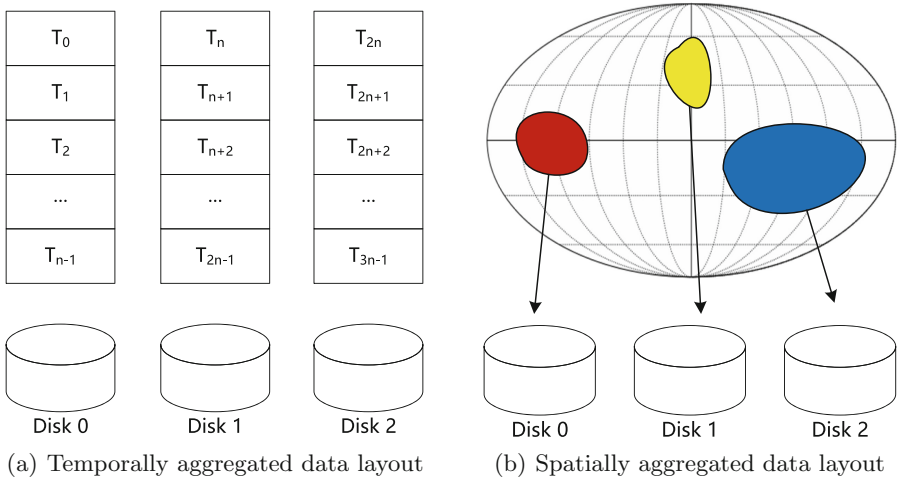 T0 Tn T2n
T1 Tn+1 T2n+1
T2 Tn+2 T2n+2
... ... ...
Tn-1 T2n-1 T3n-1
Disk 0 Disk 1 Disk 2
(a) Temporally aggregated data layout
Disk 0 Disk 1 Disk 2
(b) Spatially aggregated data layout